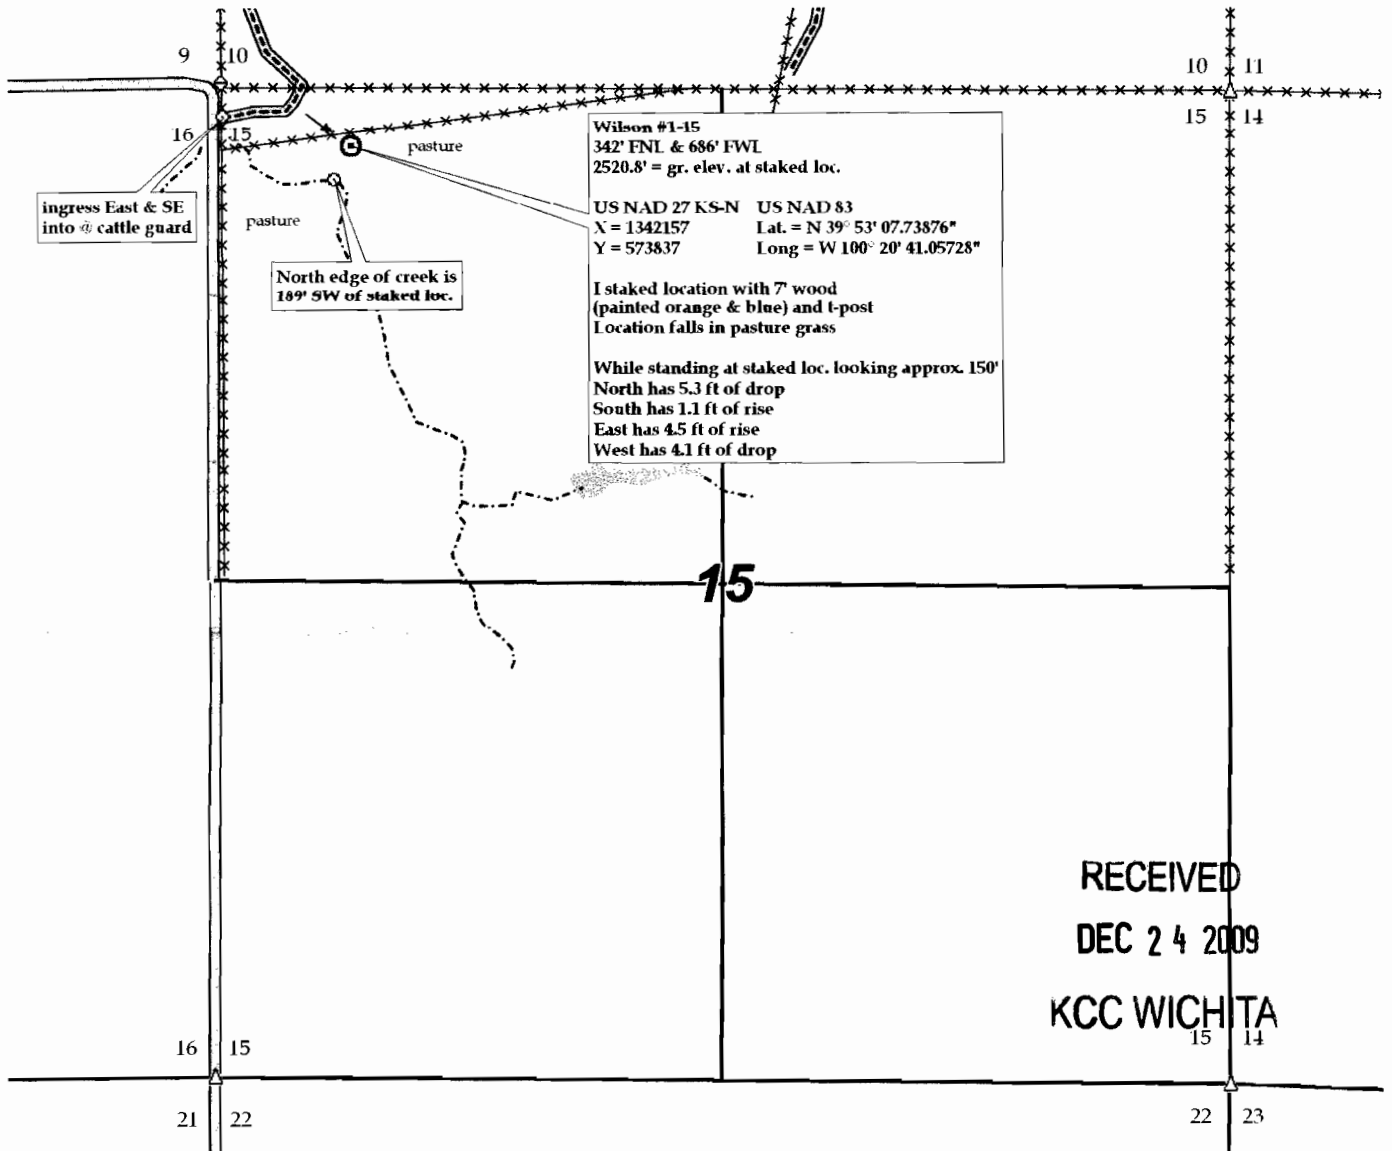 9 10
10 11
16 15
15 14
Wilson #1-15
342' FNL & 686' FWL
2520.8' = gr. elev. at staked loc.
US NAD 27 KS-N US NAD 83
X = 1342157 Lat. = N 39° 53' 07.73876"
Y = 573837 Long = W 100° 20' 41.05728"
I staked location with 7' wood
(painted orange & blue) and t-post
Location falls in pasture grass
While standing at staked loc. looking approx. 150'
North has 5.3 ft of drop
South has 1.1 ft of rise
East has 4.5 ft of rise
West has 4.1 ft of drop
pasture
ingress East & SE
into @ cattle guard
pasture
North edge of creek is
189' SW of staked loc.
15
RECEIVED
DEC 24 2009
KCC WICHITA
16 15
15 14
21 22
22 23